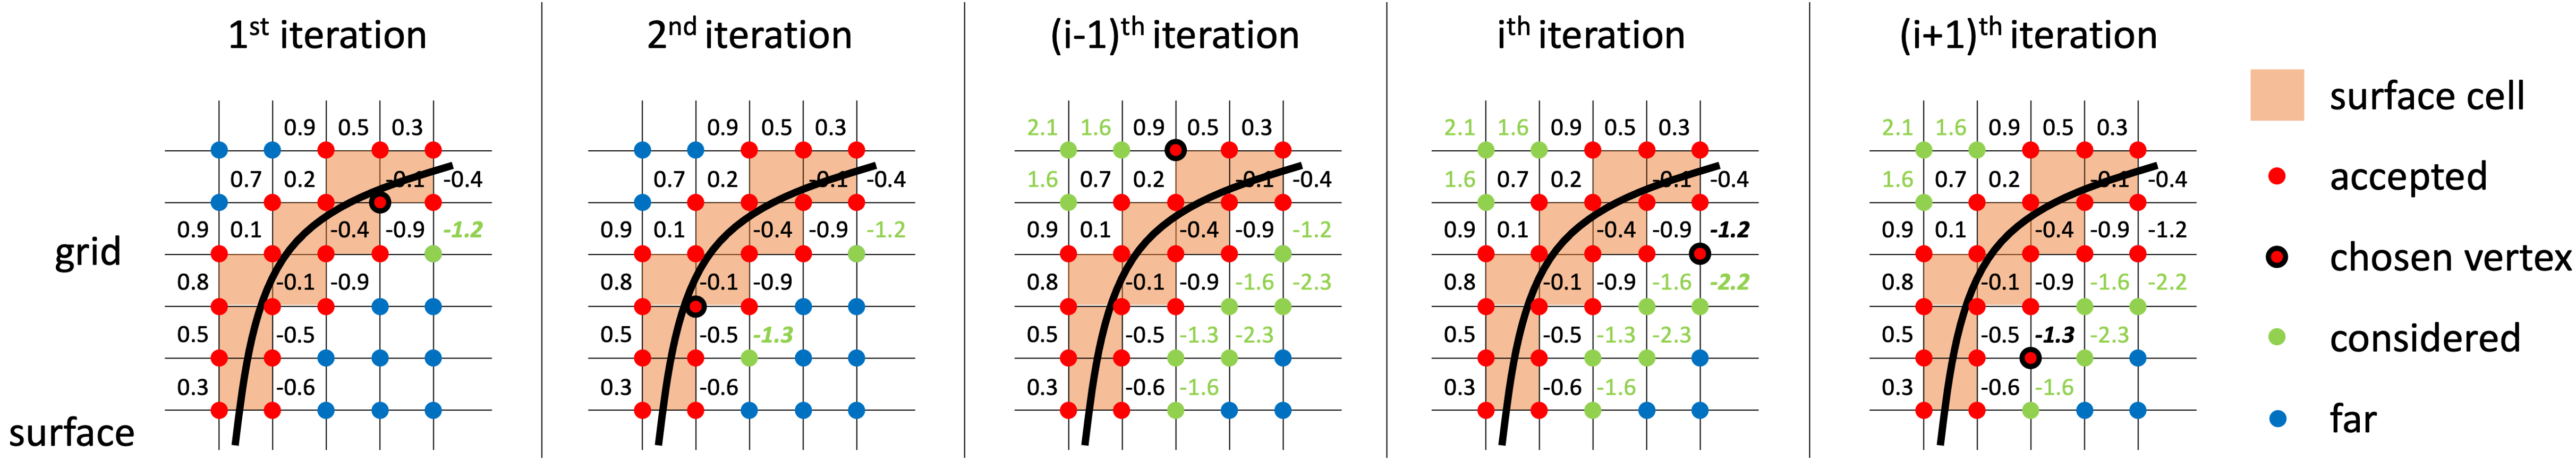 1st iteration
2nd iteration
(i-1)th iteration
ith iteration
(i+1)th iteration
0.9 0.5 0.3
0.7 0.2 -0.1 -0.4
0.9 0.1 -0.4 -0.9 -1.2
0.8 -0.1 -0.9
0.5 -0.5
0.3 -0.6
0.9 0.5 0.3
0.7 0.2 -0.1 -0.4
0.9 0.1 -0.4 -0.9 -1.2
0.8 -0.1 -0.9
0.5 -0.5 -1.3
0.3 -0.6
2.1 1.6 0.9 0.5 0.3
1.6 0.7 0.2 -0.1 -0.4
0.9 0.1 -0.4 -0.9 -1.2
0.8 -0.1 -0.9 -1.6 -2.3
0.5 -0.5 -1.3 -2.3
0.3 -0.6 -1.6
2.1 1.6 0.9 0.5 0.3
1.6 0.7 0.2 -0.1 -0.4
0.9 0.1 -0.4 -0.9 -1.2
0.8 -0.1 -0.9 -1.6 -2.2
0.5 -0.5 -1.3 -2.3
0.3 -0.6 -1.6
2.1 1.6 0.9 0.5 0.3
1.6 0.7 0.2 -0.1 -0.4
0.9 0.1 -0.4 -0.9 -1.2
0.8 -0.1 -0.9 -1.6 -2.2
0.5 -0.5 -1.3 -2.3
0.3 -0.6 -1.6
grid
surface
surface cell
accepted
chosen vertex
considered
far